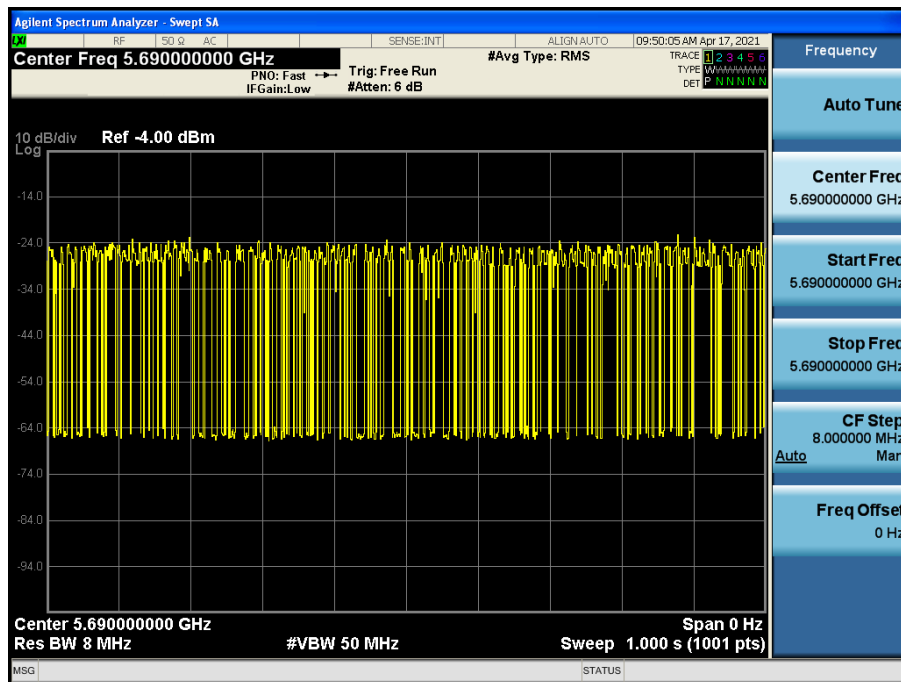 Agilent Spectrum Analyzer - Swept SA
LXI RF 50 Ω AC SENSE:INT ALIGN AUTO 09:50:05 AM Apr 17, 2021
Center Freq 5.690000000 GHz #Avg Type: RMS TRACE 1 2 3 4 5 6
PNO: Fast Trig: Free Run TYPE WWWWWW
IFGain:Low #Atten: 6 dB DET P N N N N N
10 dB/div Ref -4.00 dBm
Log
-14.0
-24.0
-34.0
-44.0
-54.0
-64.0
-74.0
-84.0
-94.0
Center 5.690000000 GHz Span 0 Hz
Res BW 8 MHz #VBW 50 MHz Sweep 1.000 s (1001 pts)
MSG STATUS
Frequency
Auto Tune
Center Freq
5.690000000 GHz
Start Freq
5.690000000 GHz
Stop Freq
5.690000000 GHz
CF Step
8.000000 MHz
Auto Man
Freq Offset
0 Hz